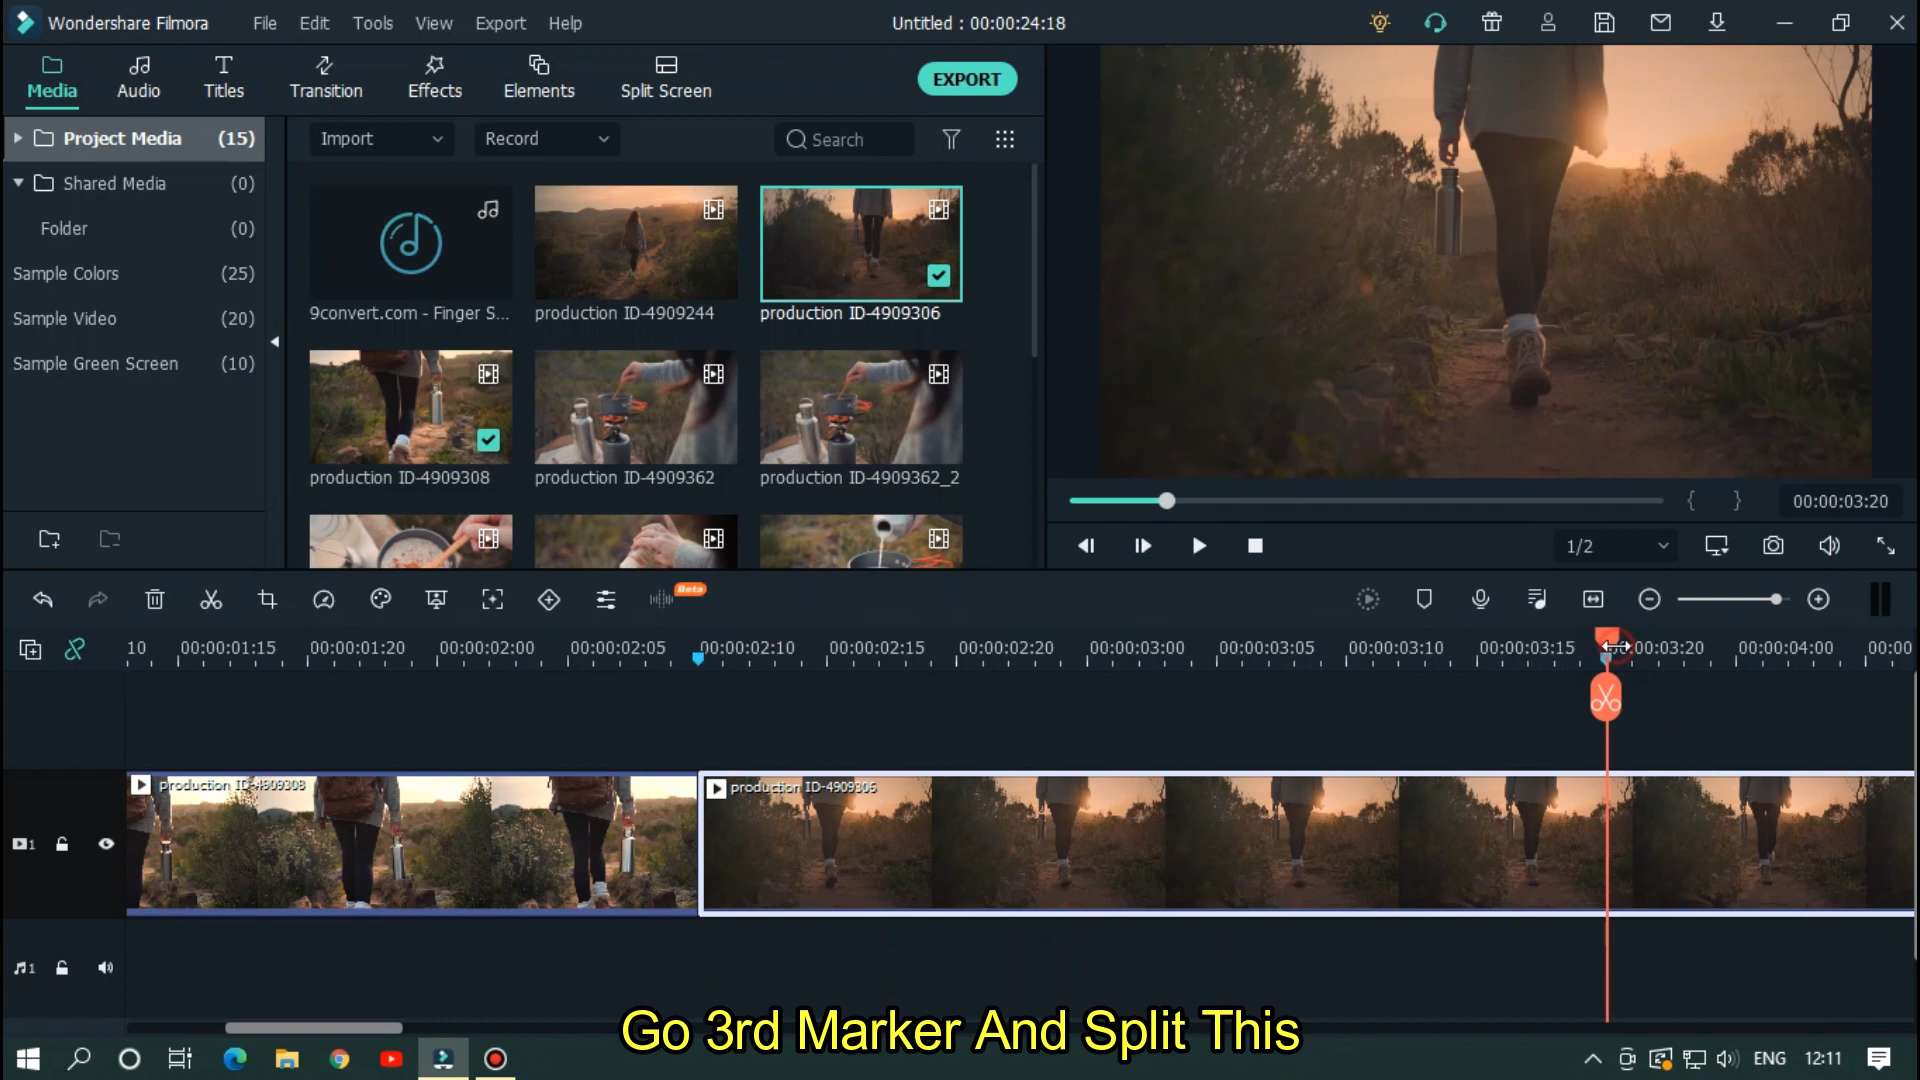 Wondershare Filmora
File
Edit
Tools
View
Export
Help
Untitled : 00:00:24:18
Media
Audio
Titles
Transition
Effects
Elements
Split Screen
EXPORT
Project Media (15)
Shared Media (0)
Folder (0)
Sample Colors (25)
Sample Video (20)
Sample Green Screen (10)
Import
Record
Search
9convert.com - Finger S...
production ID-4909244
production ID-4909306
production ID-4909308
production ID-4909362
production ID-4909362_2
00:00:03:20
1/2
Beta
10
00:00:01:15
00:00:01:20
00:00:02:00
00:00:02:05
00:00:02:10
00:00:02:15
00:00:02:20
00:00:03:00
00:00:03:05
00:00:03:10
00:00:03:15
00:03:20
00:00:04:00
00:00
production ID-4909308
production ID-4909306
1
1
Go 3rd Marker And Split This
ENG
12:11